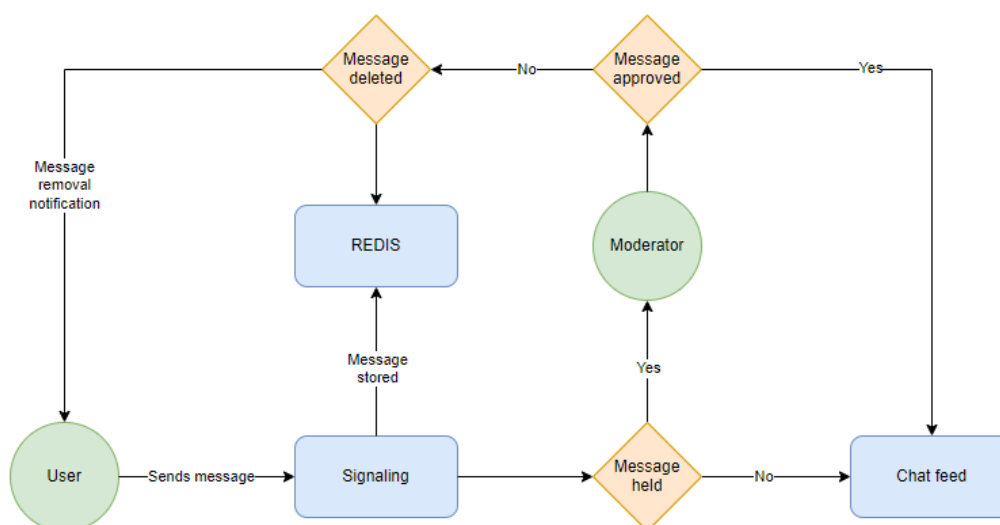 Message
deleted
No
Message
approved
Yes
Message
removal
notification
REDIS
Moderator
Message
stored
Yes
User
Sends message
Signaling
Message
held
No
Chat feed